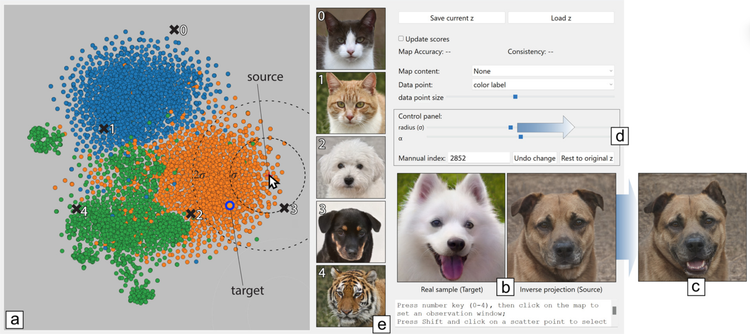 0
source
1
2σ
σ
4
2
3
target
a
0
1
2
3
4
e
Save current z
Load z
Update scores
Map Accuracy: --
Consistency: --
Map content:
None
Data point:
color label
data point size
Control panel:
radius (σ)
α
d
Mannual index:
2852
Undo change
Rest to original z
Real sample (Target)
b
Inverse projection (Source)
c
Press number key (0-4), then click on the map to
set an observation window;
Press Shift and click on a scatter point to select